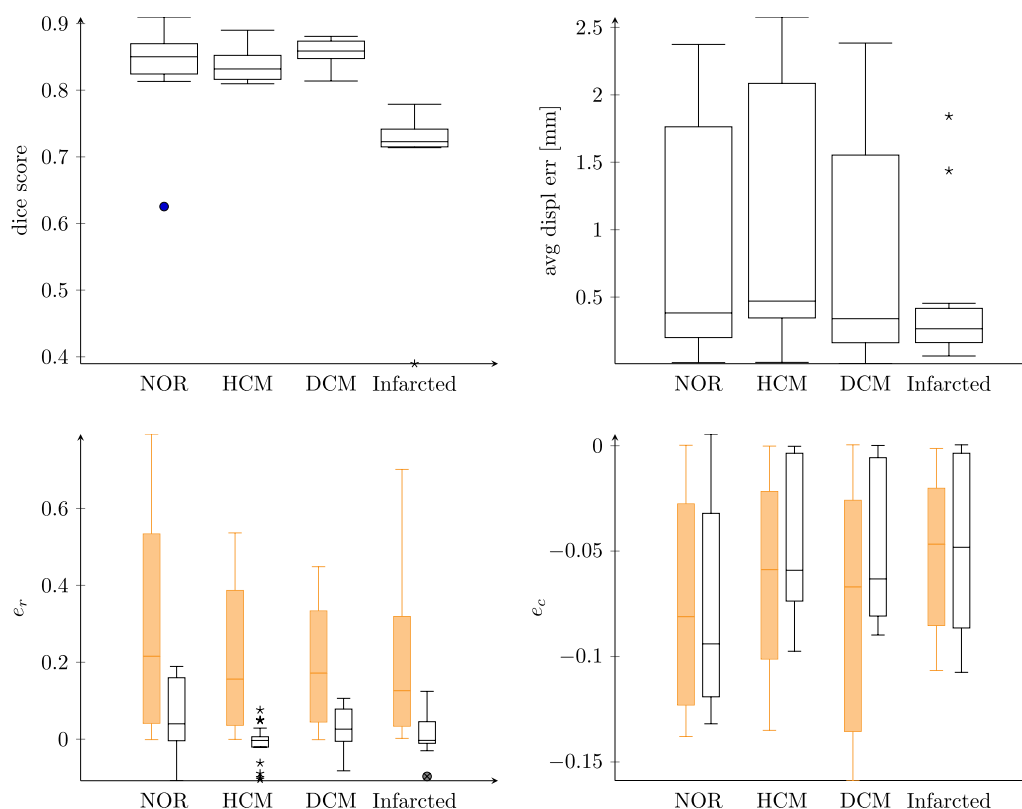 dice score
0.9
0.8
0.7
0.6
0.5
0.4
NOR HCM DCM Infarcted
avg displ err [mm]
2.5
2
1.5
1
0.5
NOR HCM DCM Infarcted
e_r
0.6
0.4
0.2
0
NOR HCM DCM Infarcted
e_c
0
−0.05
−0.1
−0.15
NOR HCM DCM Infarcted